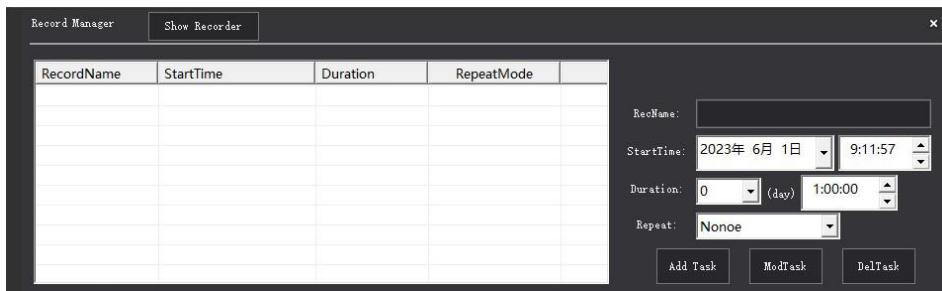 Record Manager Show Recorder ×
RecordName StartTime Duration RepeatMode
RecName:
StartTime: 2023年 6月 1日 9:11:57
Duration: 0 (day) 1:00:00
Repeat: Nonoe
Add Task ModTask DelTask